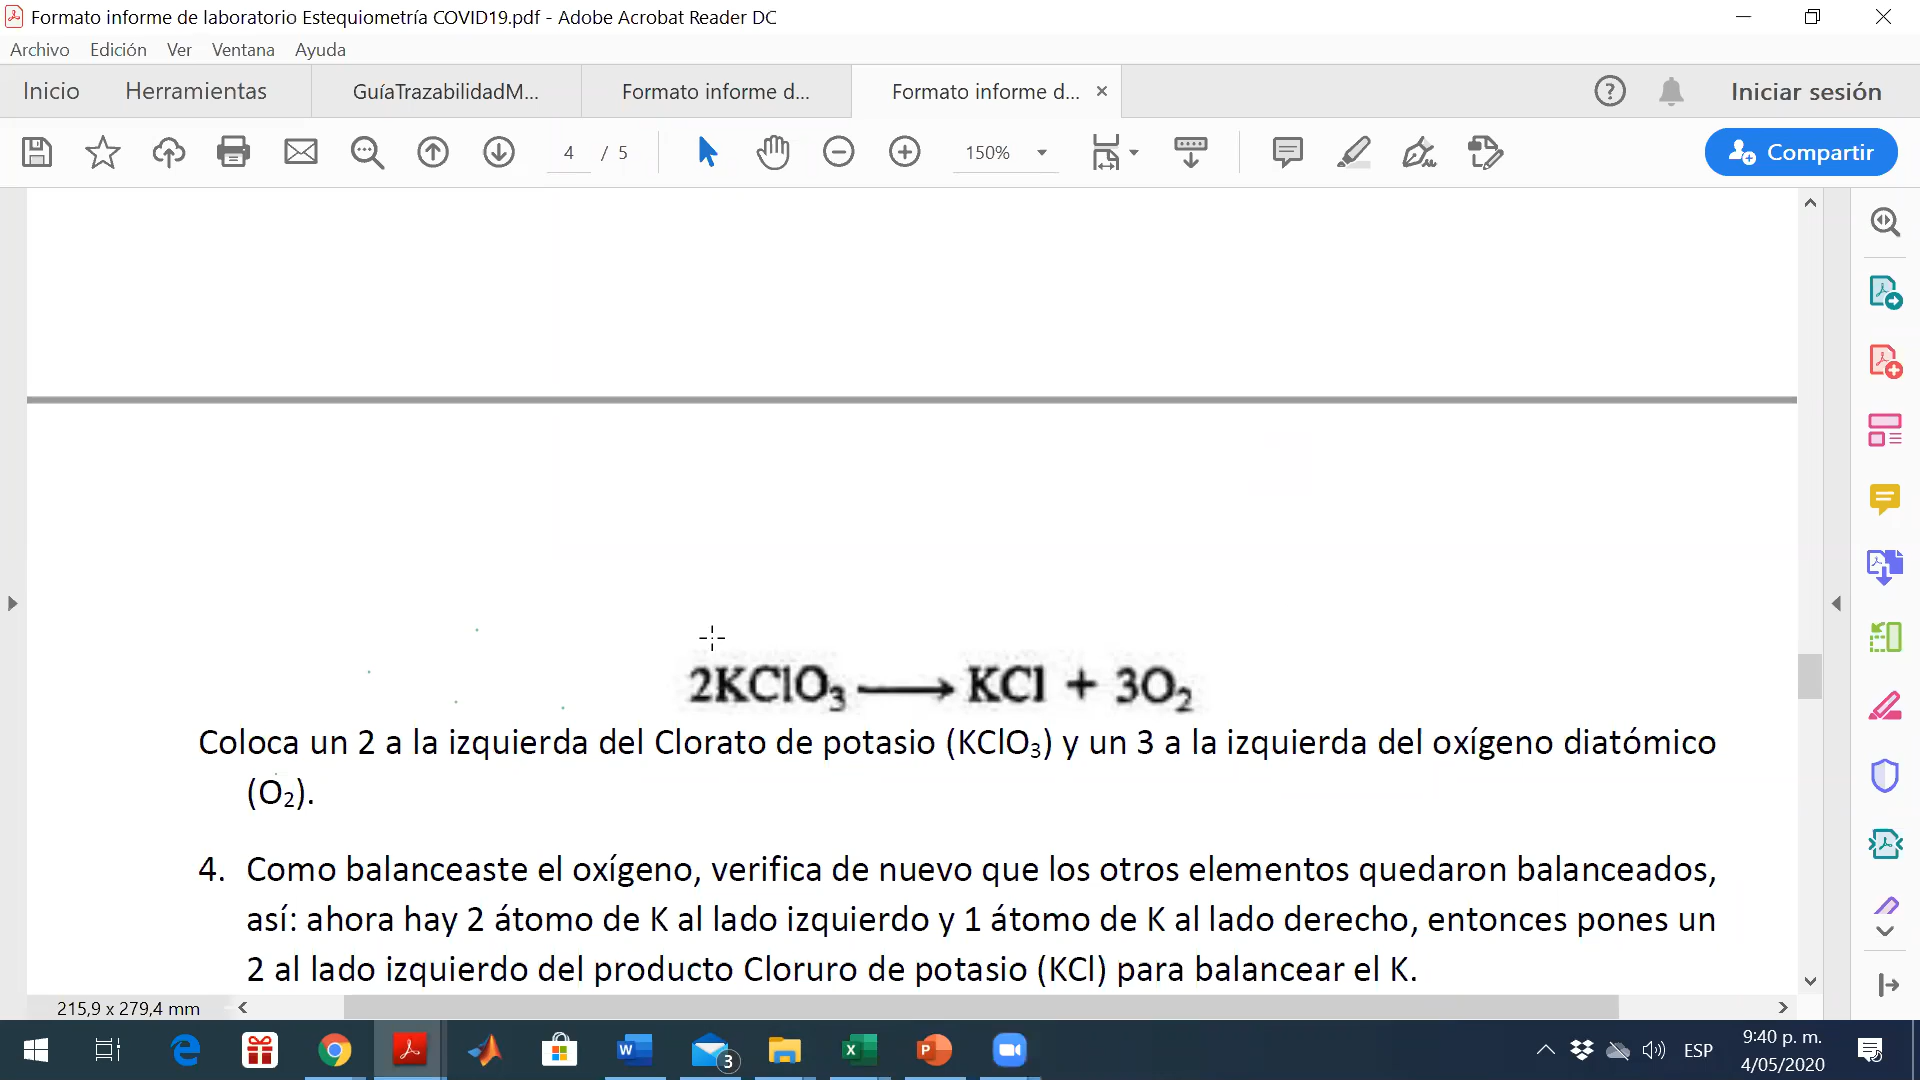 Formato informe de laboratorio Estequiometría COVID19.pdf - Adobe Acrobat Reader DC
Archivo Edición Ver Ventana Ayuda
Inicio Herramientas GuíaTrazabilidadM... Formato informe d... Formato informe d... Iniciar sesión
4 / 5 150% Compartir
2KClO₃ ⟶ KCl + 3O₂
Coloca un 2 a la izquierda del Clorato de potasio (KClO₃) y un 3 a la izquierda del oxígeno diatómico
(O₂).
4. Como balanceaste el oxígeno, verifica de nuevo que los otros elementos quedaron balanceados,
así: ahora hay 2 átomo de K al lado izquierdo y 1 átomo de K al lado derecho, entonces pones un
2 al lado izquierdo del producto Cloruro de potasio (KCl) para balancear el K.
215,9 x 279,4 mm
3
ESP
9:40 p. m.
4/05/2020